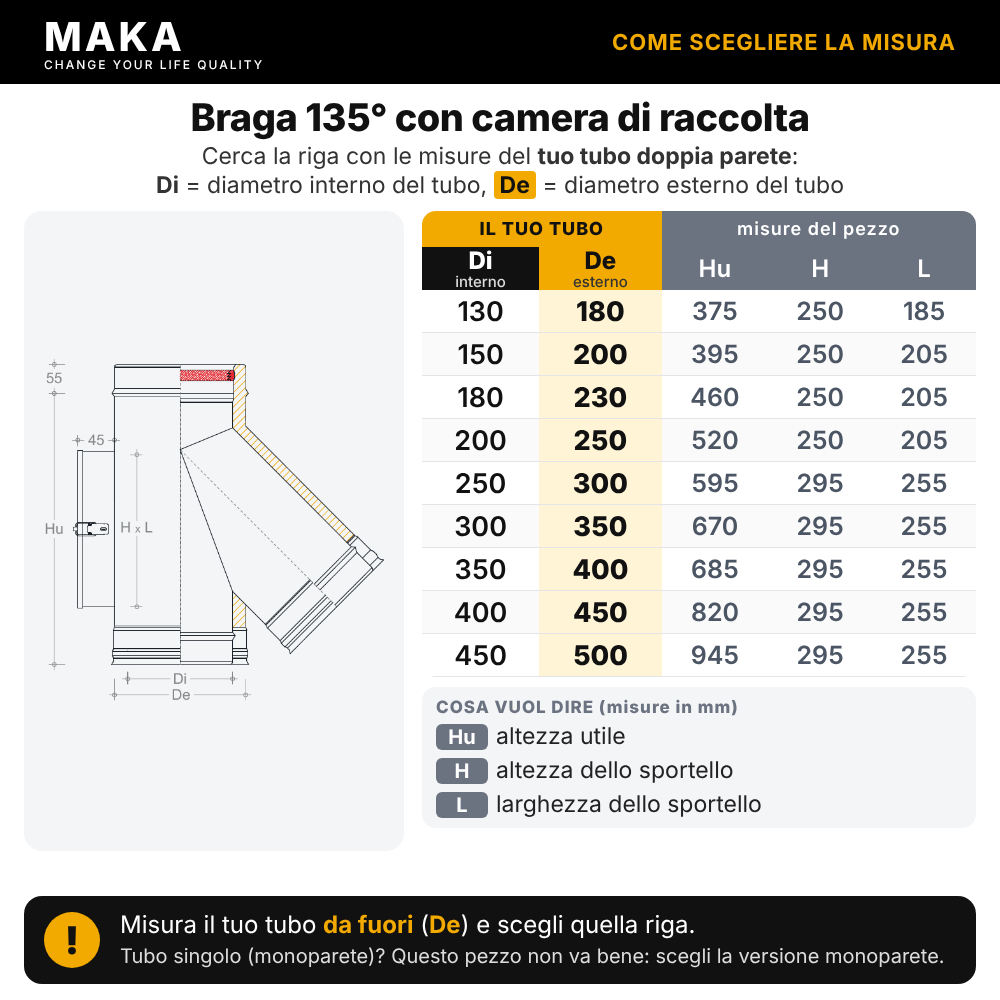 MAKA
CHANGE YOUR LIFE QUALITY
COME SCEGLIERE LA MISURA
Braga 135° con camera di raccolta
Cerca la riga con le misure del tuo tubo doppia parete:
Di = diametro interno del tubo, De = diametro esterno del tubo
55
45
Hu
H x L
Di
De
IL TUO TUBO misure del pezzo
Di De Hu H L
interno esterno
130 180 375 250 185
150 200 395 250 205
180 230 460 250 205
200 250 520 250 205
250 300 595 295 255
300 350 670 295 255
350 400 685 295 255
400 450 820 295 255
450 500 945 295 255
COSA VUOL DIRE (misure in mm)
Hu altezza utile
H altezza dello sportello
L larghezza dello sportello
! Misura il tuo tubo da fuori (De) e scegli quella riga.
Tubo singolo (monoparete)? Questo pezzo non va bene: scegli la versione monoparete.